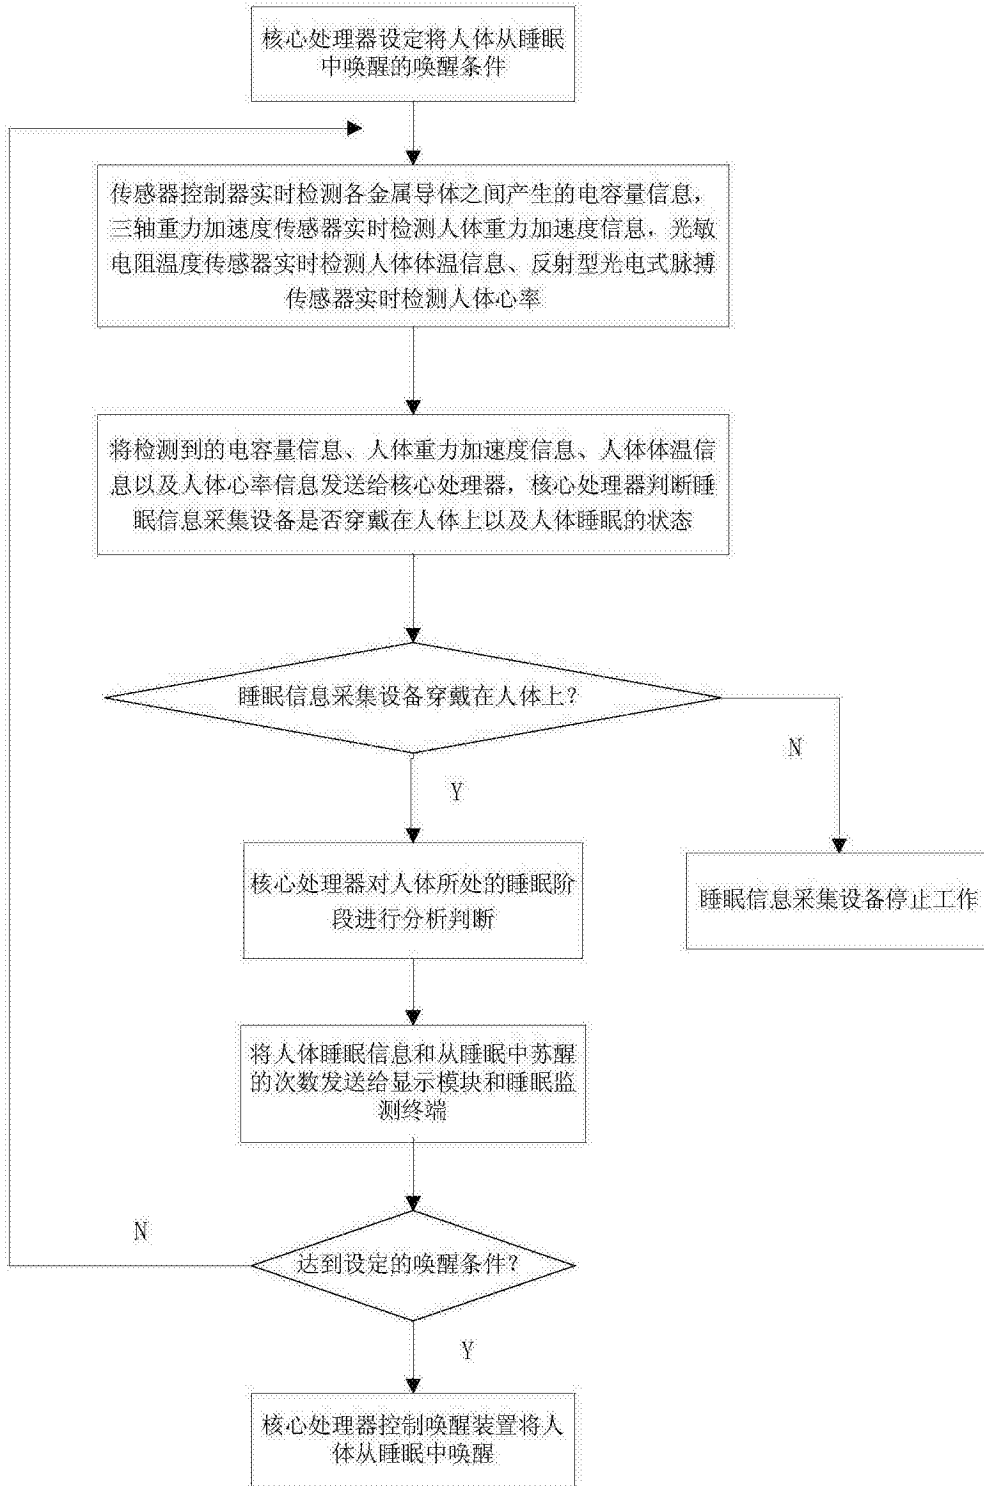 核心处理器设定将人体从睡眠
中唤醒的唤醒条件
传感器控制器实时检测各金属导体之间产生的电容量信息，
三轴重力加速度传感器实时检测人体重力加速度信息，光敏
电阻温度传感器实时检测人体体温信息、反射型光电式脉搏
传感器实时检测人体心率
将检测到的电容量信息、人体重力加速度信息、人体体温信
息以及人体心率信息发送给核心处理器，核心处理器判断睡
眠信息采集设备是否穿戴在人体上以及人体睡眠的状态
睡眠信息采集设备穿戴在人体上？
N
Y
核心处理器对人体所处的睡眠阶
段进行分析判断
睡眠信息采集设备停止工作
将人体睡眠信息和从睡眠中苏醒
的次数发送给显示模块和睡眠监
测终端
N
达到设定的唤醒条件？
Y
核心处理器控制唤醒装置将人
体从睡眠中唤醒